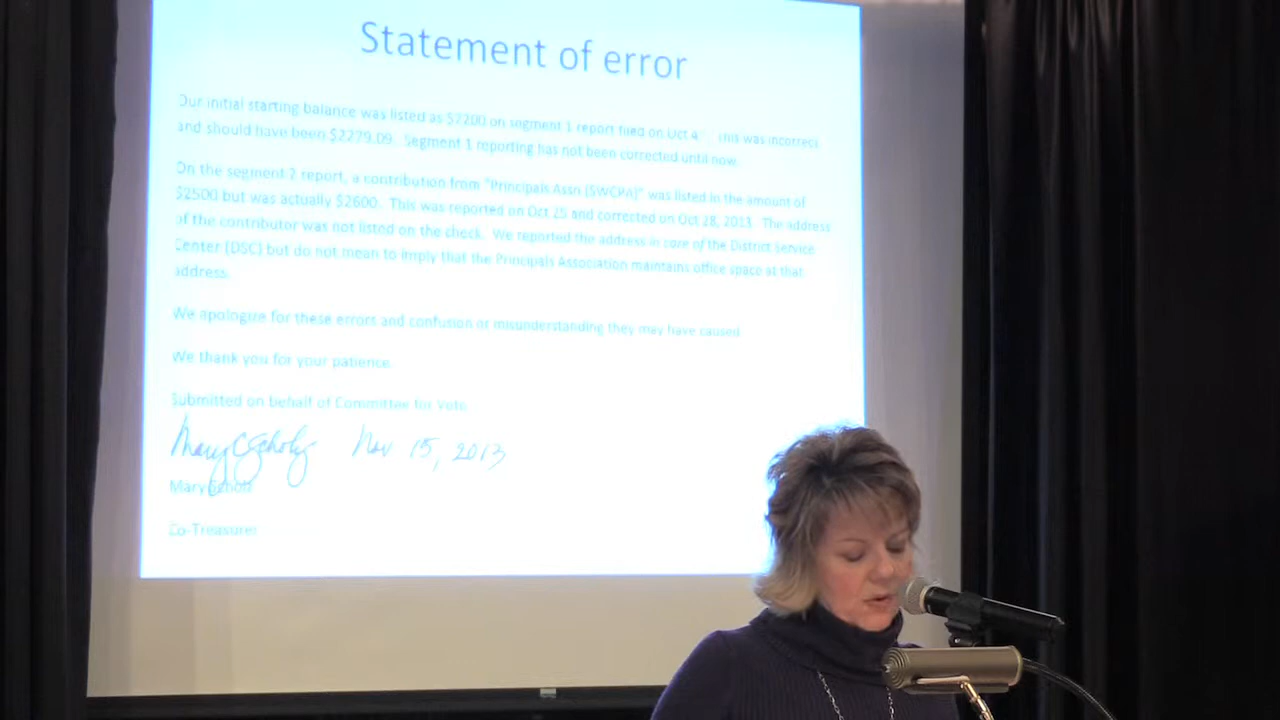 Statement of error
Our initial starting balance was listed as $7200 on segment 1 report filed on Oct 4. This was incorrect
and should have been $2279.09. Segment 1 reporting has not been corrected until now.
On the segment 2 report, a contribution from "Principals Assn (SWCPA)" was listed in the amount of
$2500 but was actually $2600. This was reported on Oct 25 and corrected on Oct 28, 2013. The address
of the contributor was not listed on the check. We reported the address in care of the District Service
Center (DSC) but do not mean to imply that the Principals Association maintains office space at that
address.
We apologize for these errors and confusion or misunderstanding they may have caused
We thank you for your patience.
Submitted on behalf of Committee for Vote
Mary C Scholz Nov 15, 2013
Mary Scholz
Co-Treasurer